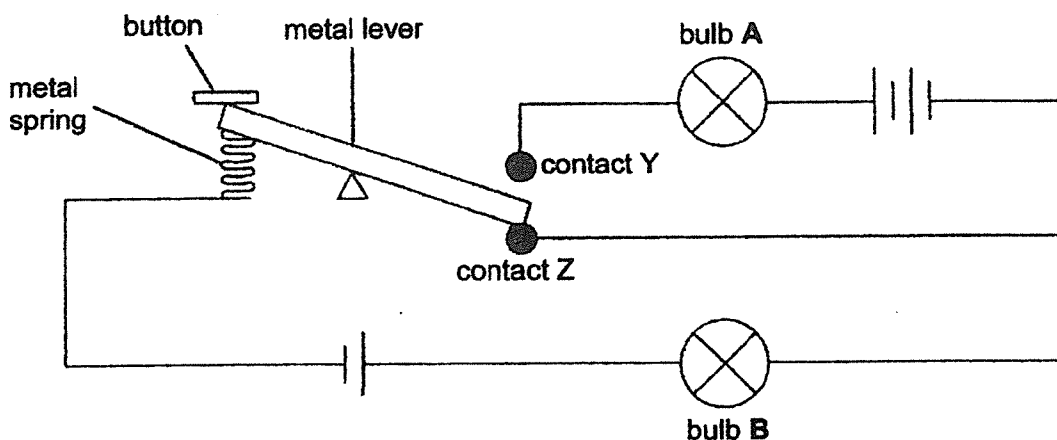 button
metal lever
bulb A
metal
spring
contact Y
contact Z
bulb B